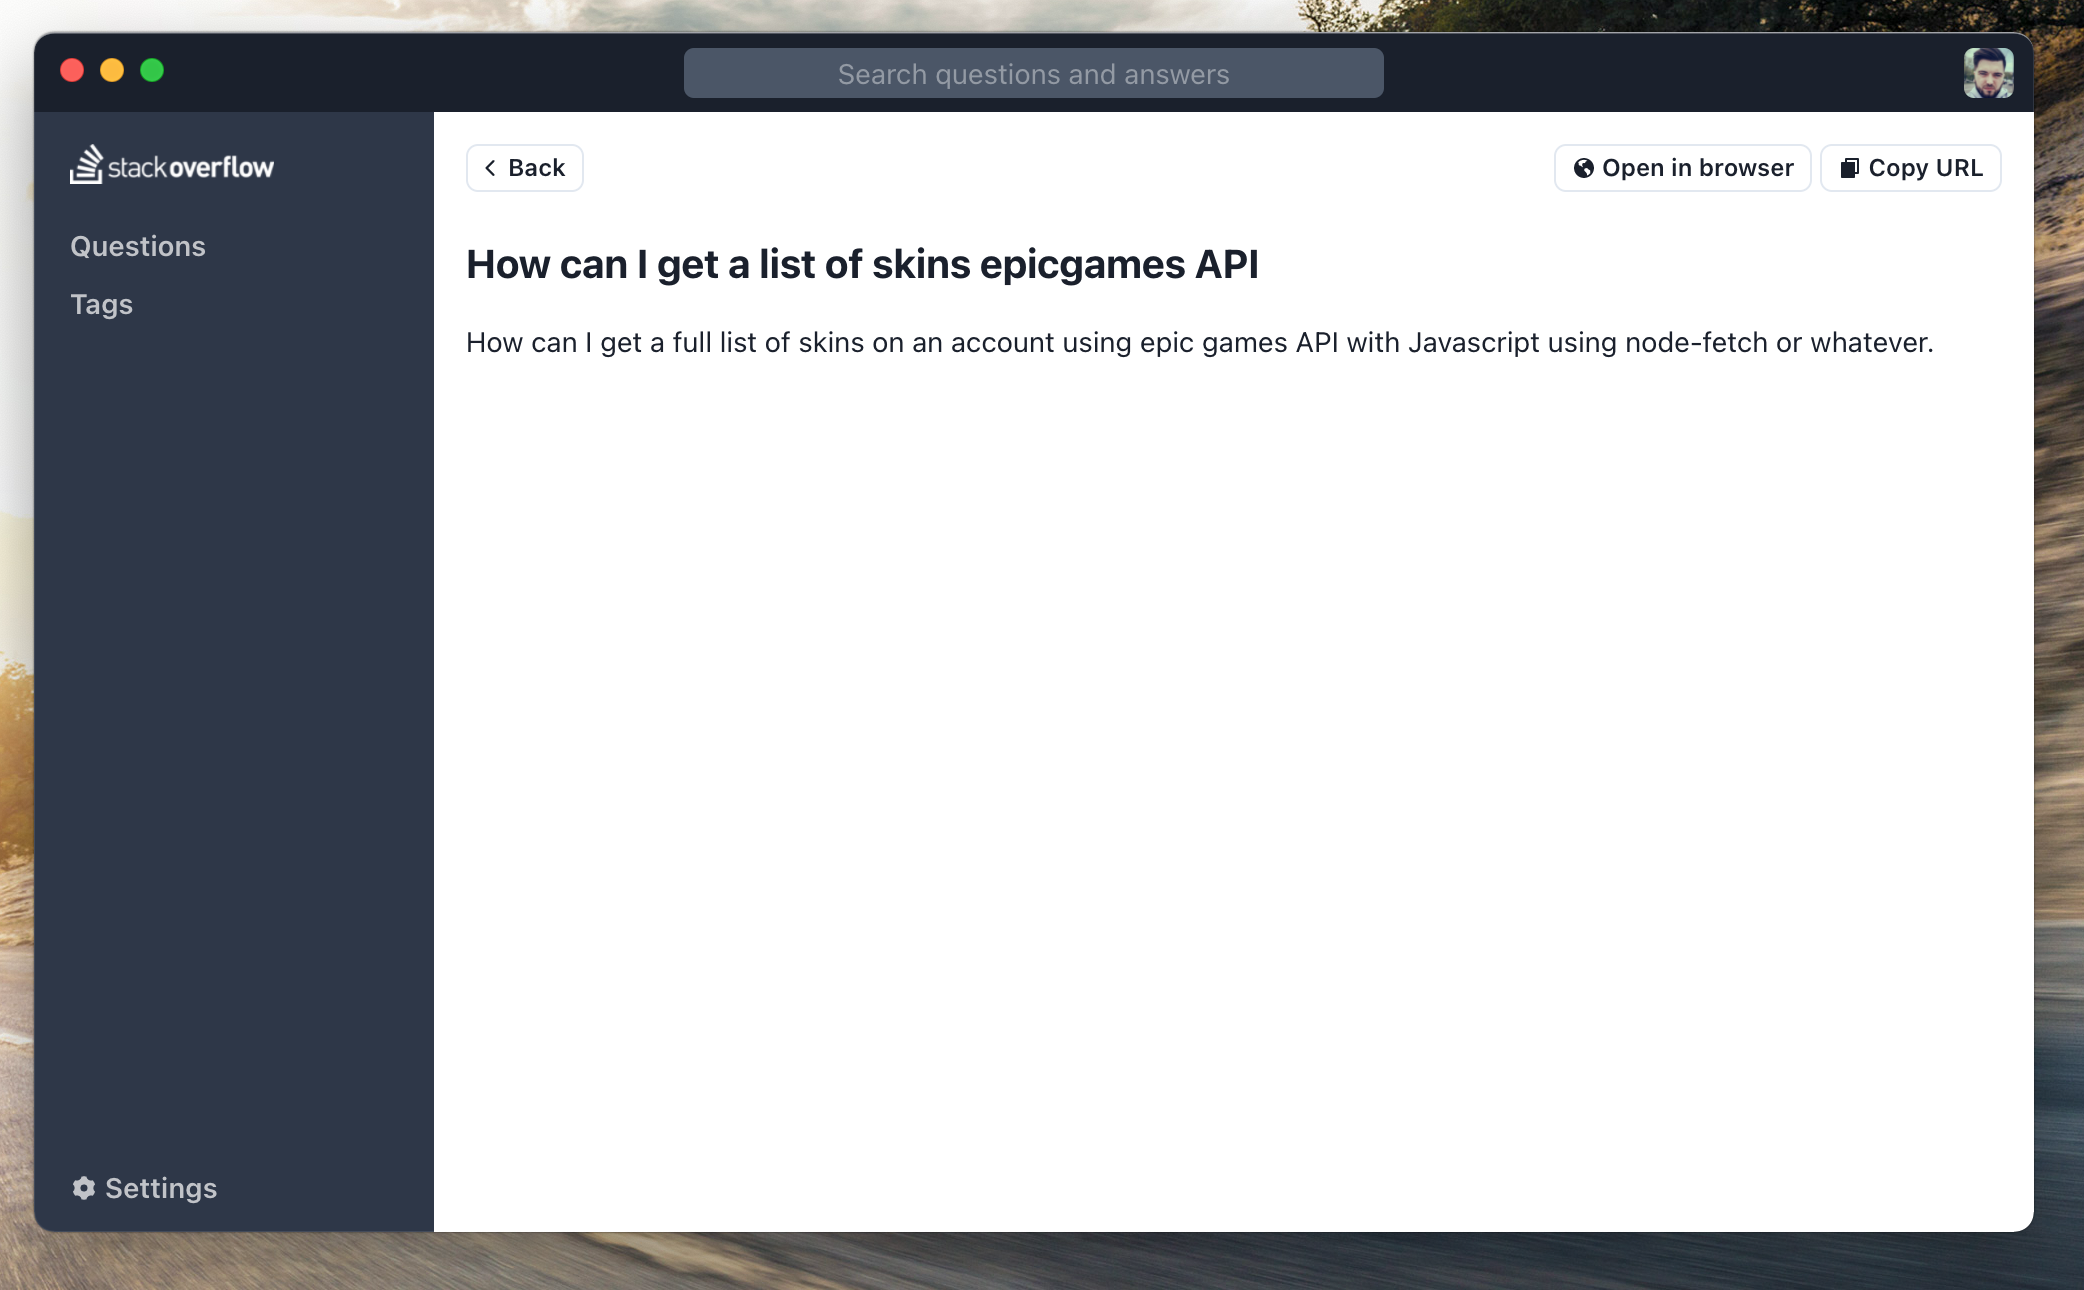 Search questions and answers
stackoverflow
Back
Open in browser
Copy URL
Questions
Tags
How can I get a list of skins epicgames API
How can I get a full list of skins on an account using epic games API with Javascript using node-fetch or whatever.
Settings